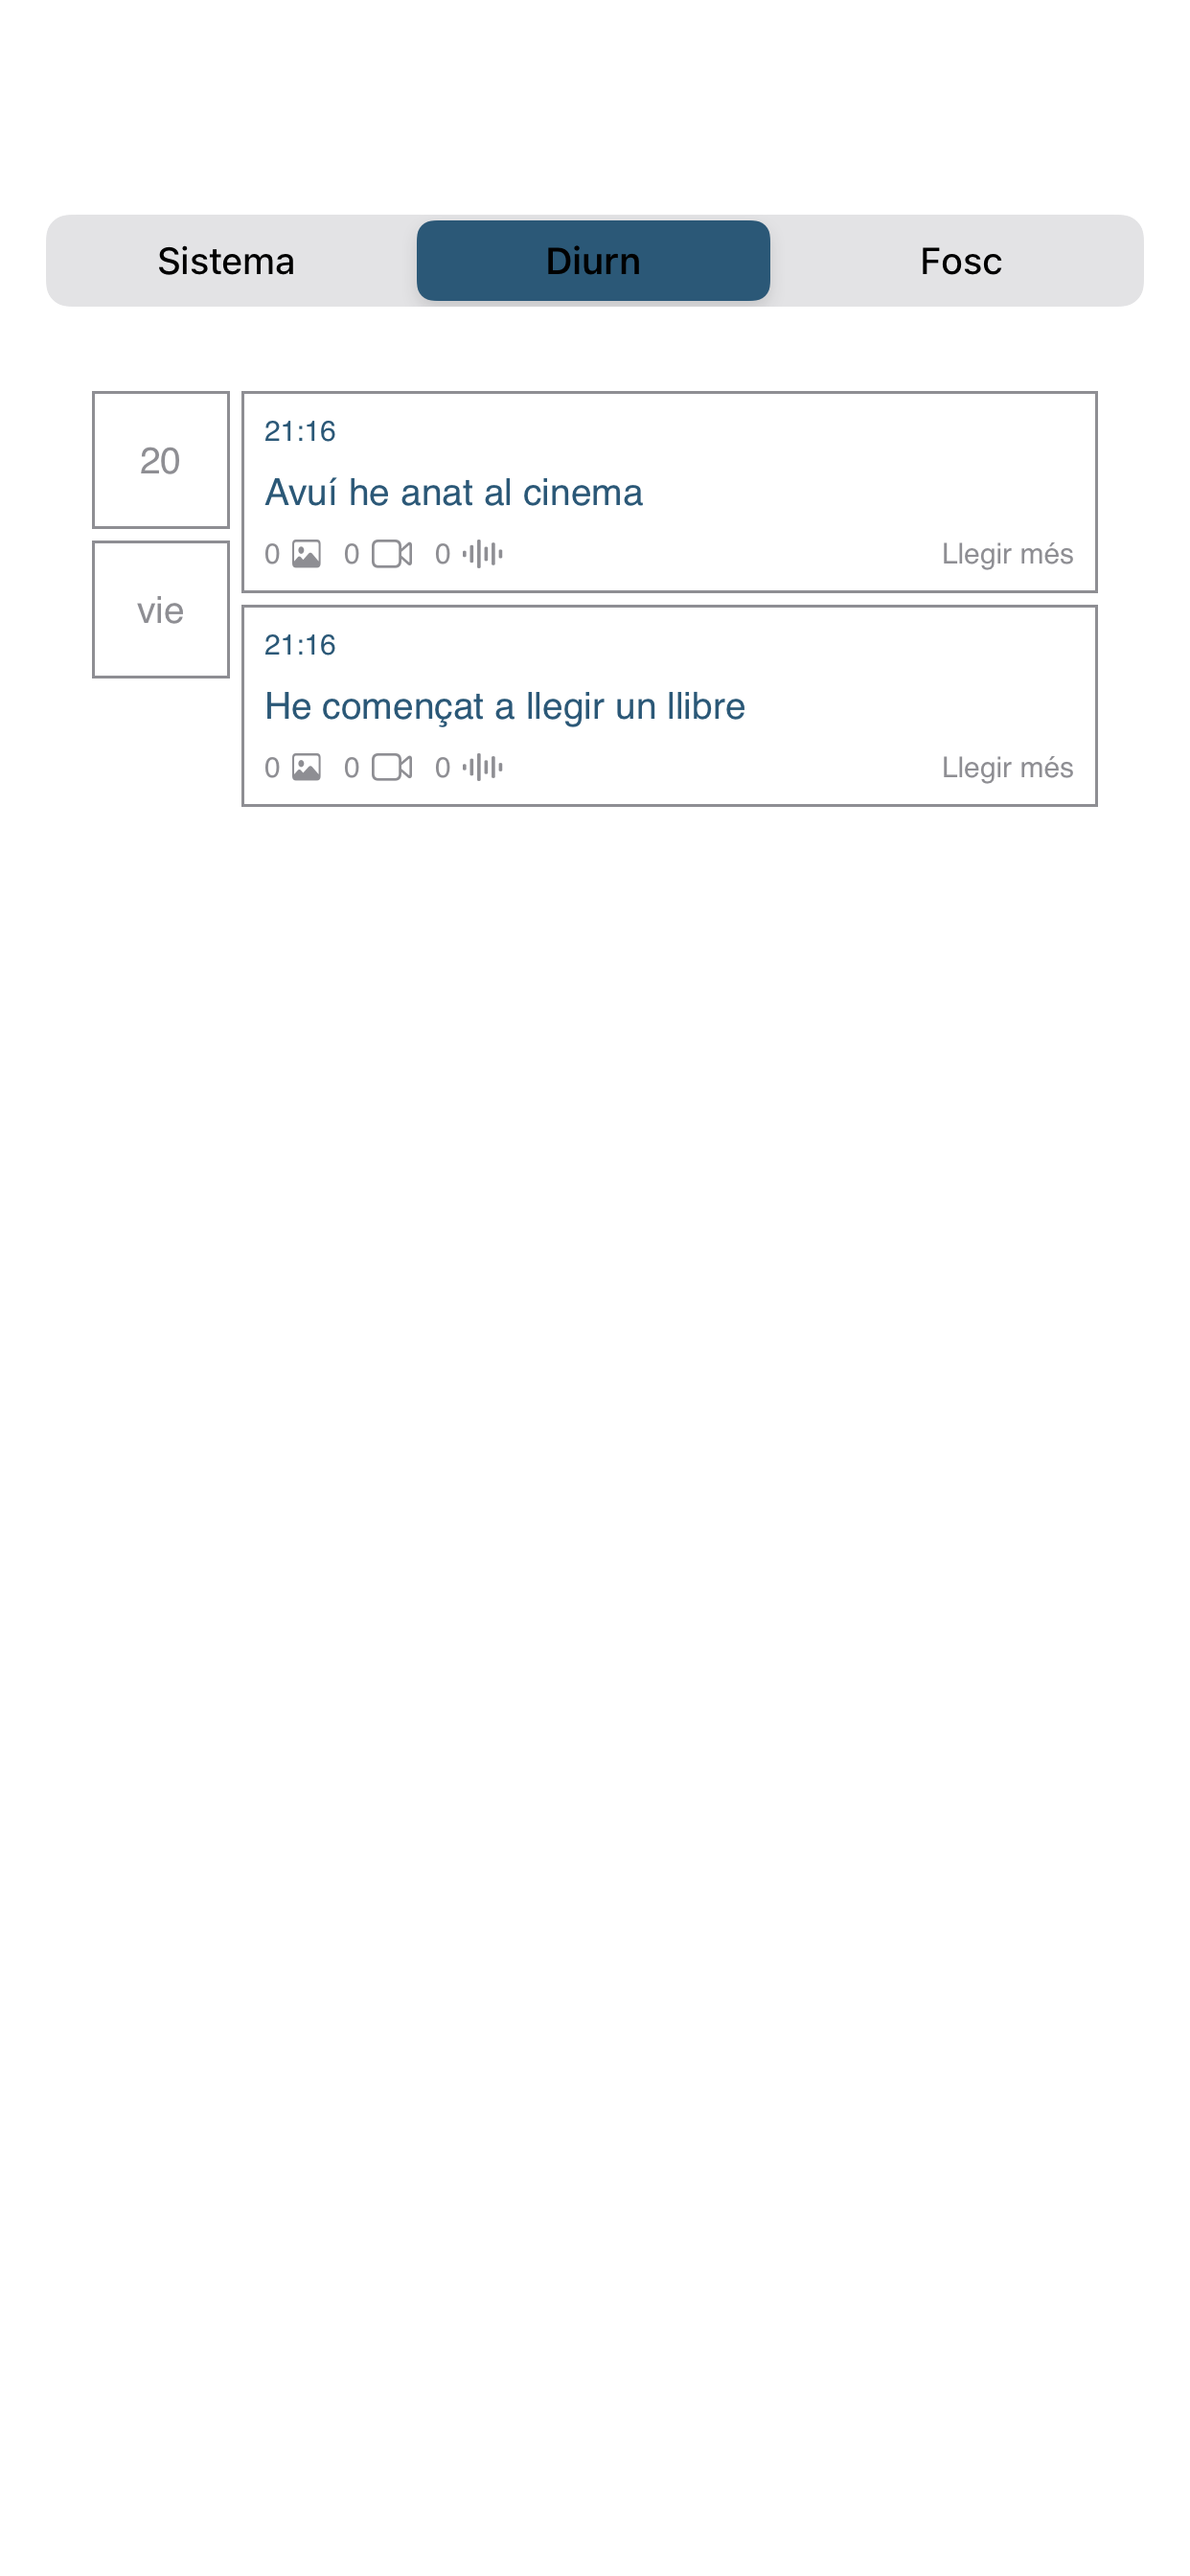 Sistema Diurn Fosc
20
vie
21:16
Avuí he anat al cinema
0 0 0 Llegir més
21:16
He començat a llegir un llibre
0 0 0 Llegir més